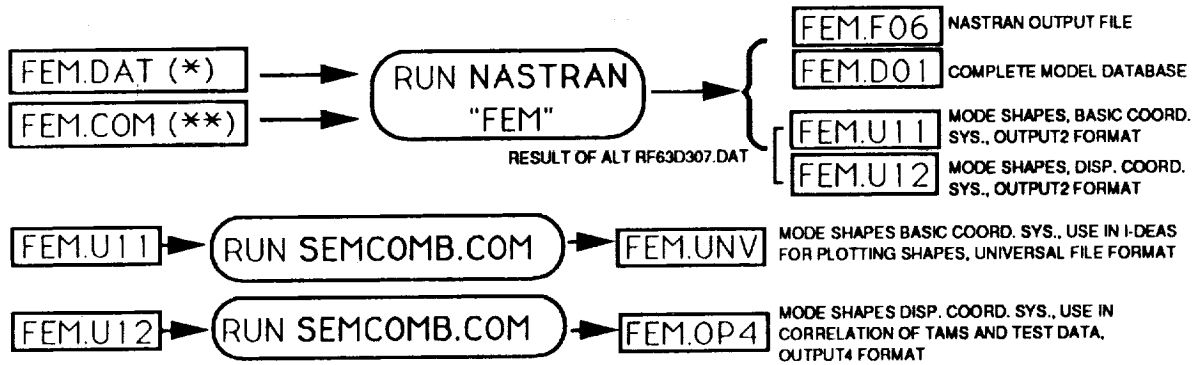 FEM.DAT (*)
FEM.COM (**)
RUN NASTRAN
"FEM"
RESULT OF ALT RF63D307.DAT
FEM.F06
NASTRAN OUTPUT FILE
FEM.D01
COMPLETE MODEL DATABASE
FEM.U11
MODE SHAPES, BASIC COORD.
SYS., OUTPUT2 FORMAT
FEM.U12
MODE SHAPES, DISP. COORD.
SYS., OUTPUT2 FORMAT
FEM.U11
RUN SEMCOMB.COM
FEM.UNV
MODE SHAPES BASIC COORD. SYS., USE IN I-DEAS
FOR PLOTTING SHAPES, UNIVERSAL FILE FORMAT
FEM.U12
RUN SEMCOMB.COM
FEM.OP4
MODE SHAPES DISP. COORD. SYS., USE IN
CORRELATION OF TAMS AND TEST DATA,
OUTPUT4 FORMAT